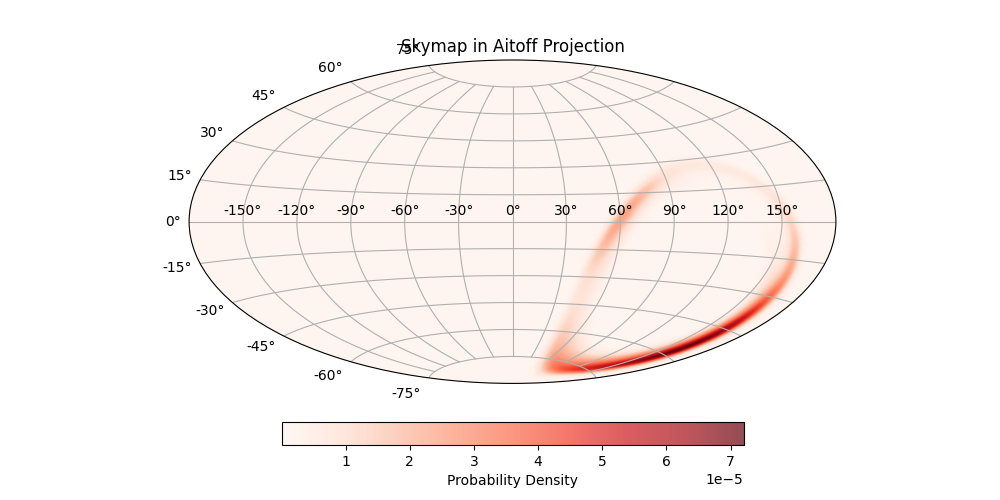 Skymap in Aitoff Projection
75°
60°
45°
30°
15°
-150° -120° -90° -60° -30° 0° 30° 60° 90° 120° 150°
0°
-15°
-30°
-45°
-60°
-75°
1 2 3 4 5 6 7
1e−5
Probability Density